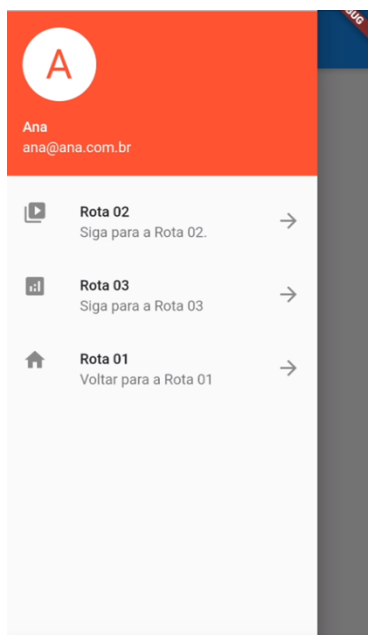 A
Ana
ana@ana.com.br
Rota 02
Siga para a Rota 02.
Rota 03
Siga para a Rota 03
Rota 01
Voltar para a Rota 01